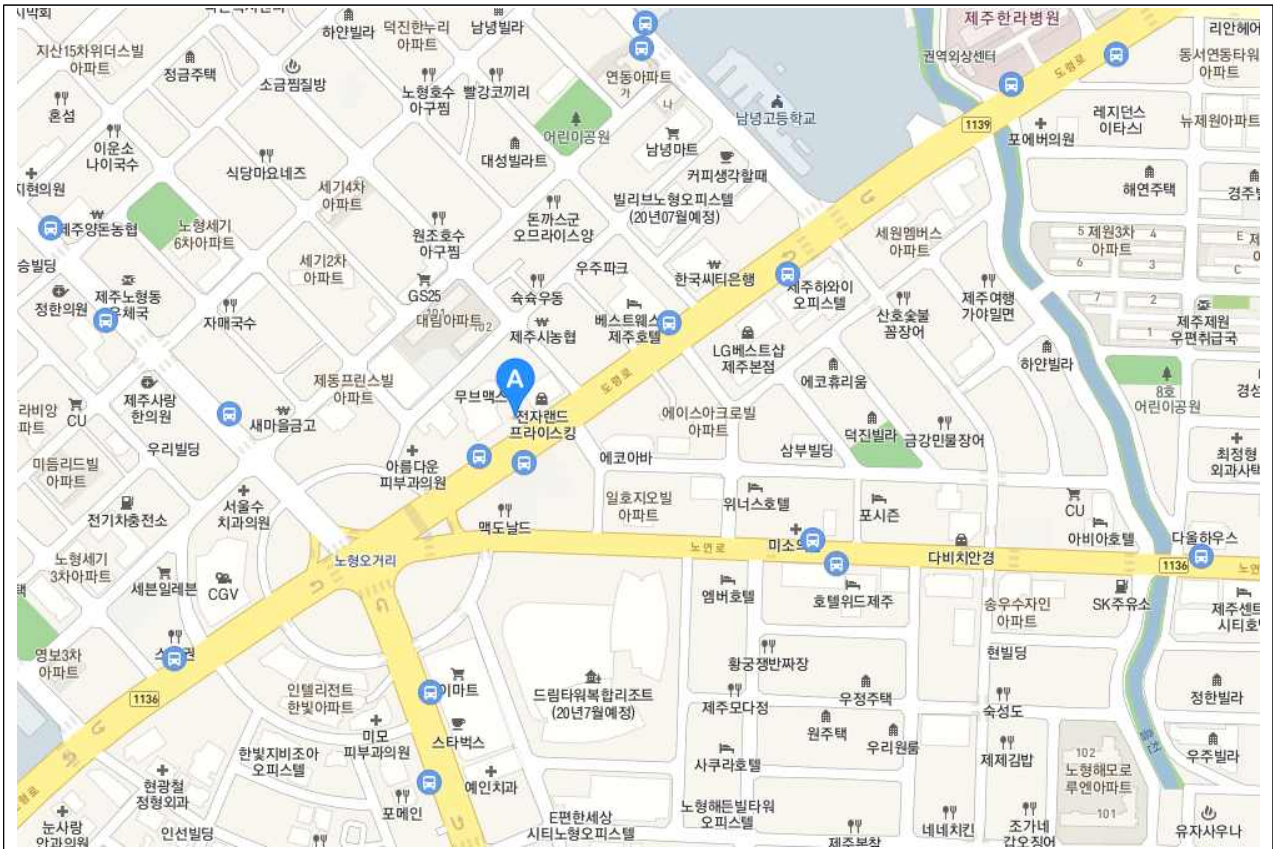 제주한라병원
리안헤어
하얀빌라
덕진한누리
아파트
남녕빌라
지산15차위더스빌
아파트
정금주택
소금찜질방
노형호수
아구찜
빨강코끼리
연동아파트
가
나
권역외상센터
도령로
동서연동타워
아파트
혼섬
이운소
나이국수
어린이공원
남녕고등학교
1139
레지던스
이타스I
뉴제원아파트
포에버의원
대성빌라트
남녕마트
식당마요네즈
커피생각할때
지현의원
세기4차
아파트
해연주택
빌리브노형오피스텔
(20년07월예정)
돈까스군
오므라이스양
노형세기
6차아파트
제주양돈농협
원조호수
아구찜
세원멤버스
아파트
5
제원3차
아파트
4
E
6
3
C
승빌딩
세기2차
아파트
우주파크
한국씨티은행
제주노형동
우체국
정한의원
GS25
숙숙우동
제주하와이
오피스텔
제주여행
가야밀면
7
2
1
자매국수
101
대림아파트
102
베스트웨스
제주호텔
산호숯불
꼼장어
제주제원
우편취급국
제주시농협
LG베스트샵
제주본점
하얀빌라
에코휴리움
제동프린스빌
아파트
A
무브맥스
도령로
8호
어린이공원
제주사랑
한의원
CU
새마을금고
전자랜드
프라이스킹
에이스아크로빌
아파트
덕진빌라
금강민물장어
우리빌딩
삼부빌딩
최정형
외과사택
미듬리드빌
아파트
아름다운
피부과의원
에코아바
서울수
치과의원
일호지오빌
아파트
위너스호텔
포시즌
CU
전기차충전소
맥도날드
아비아호텔
다울하우스
노연로
다비치안경
노형오거리
노형세기
3차아파트
세븐일레븐
CGV
1136
엠버호텔
호텔위드제주
송우수자인
아파트
SK주유소
제주센트
시티호텔
현빌딩
영보3차
아파트
황궁쟁반짜장
인텔리전트
한빛아파트
1136
이마트
드림타워복합리조트
(20년7월예정)
제주모다정
우정주택
숙성도
정한빌라
미모
피부과의원
스타벅스
원주택
우리원룸
흘천
한빛지비조아
오피스텔
사쿠라호텔
제제김밥
102
노형해모로
루엔아파트
101
우주빌라
현광철
정형외과
예인치과
포메인
노형해든빌타워
오피스텔
눈사랑
안과의원
인선빌딩
E편한세상
시티노형오피스텔
제주본참
네네치킨
조가네
갑오징어
유자사우나